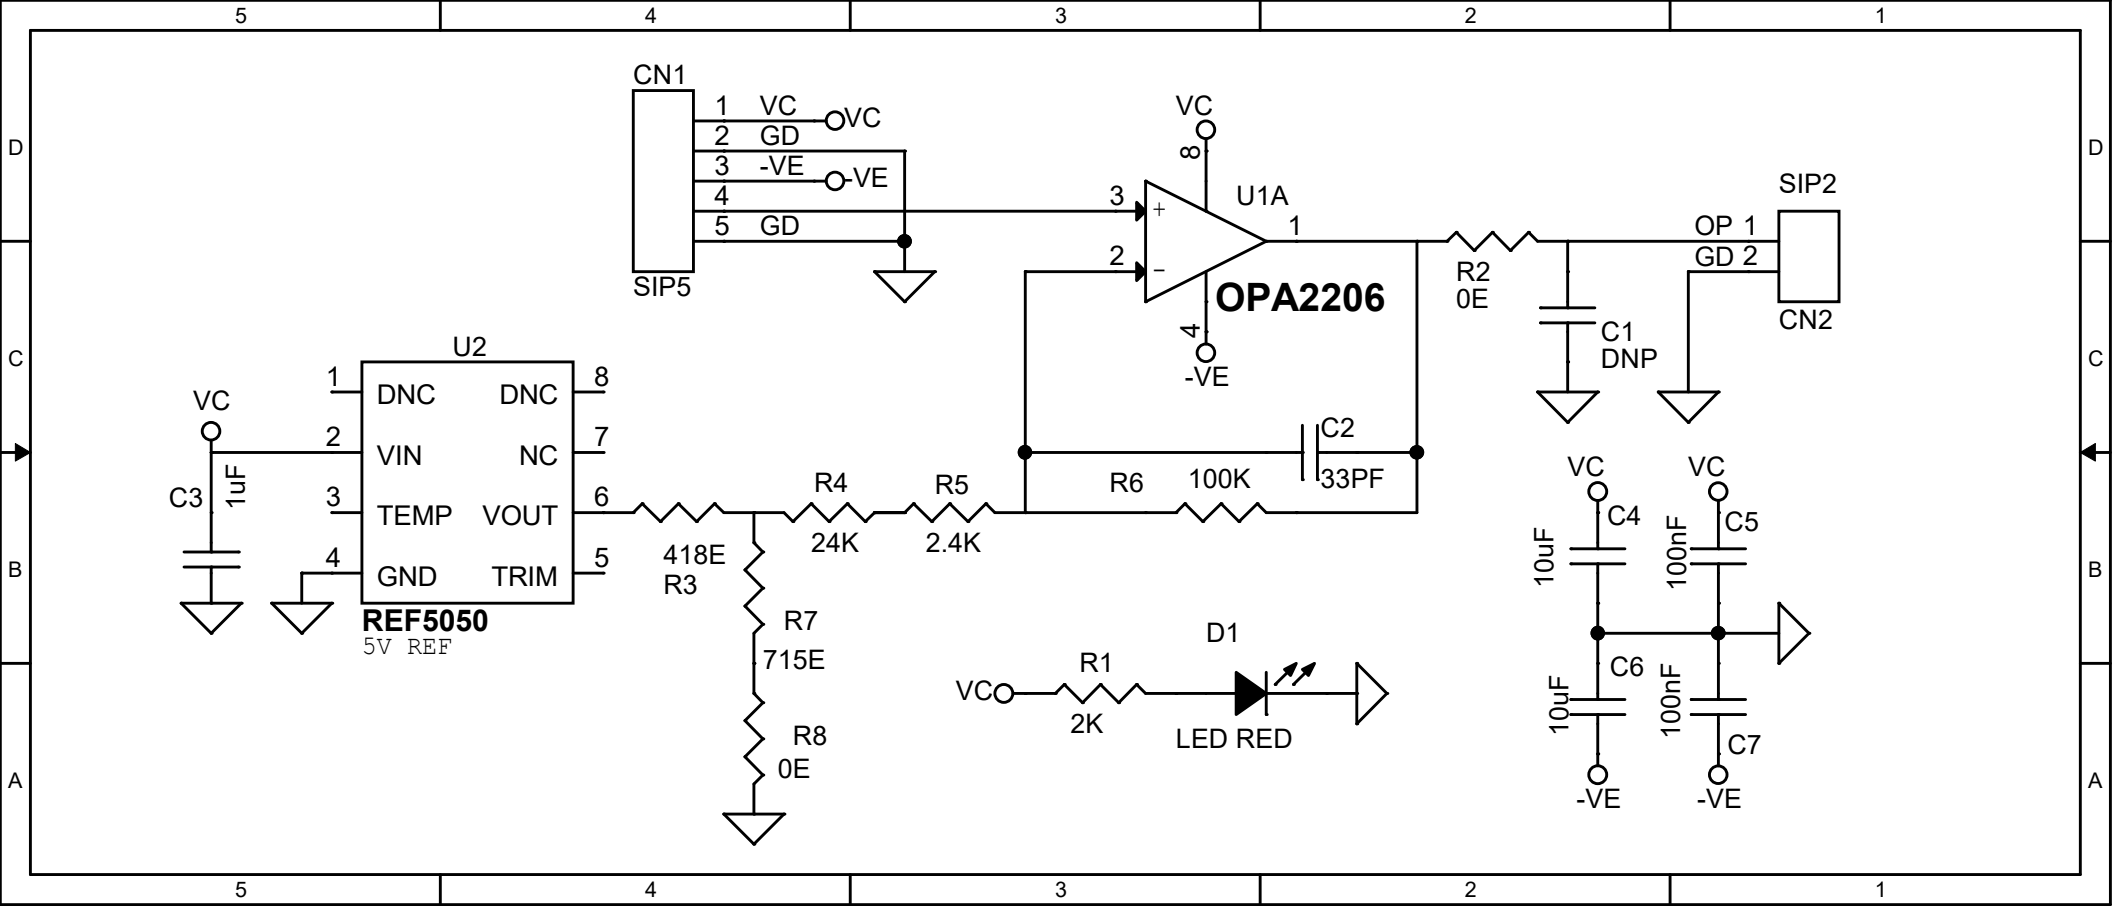 5 4 3 2 1
D
D
C
C
B
B
A
A
CN1
1 VC VC
2 GD
3 -VE -VE
4
5 GD
SIP5
VC
8
3 +
U1A
1
2 -
OPA2206
4
-VE
R2
0E
C1
DNP
SIP2
OP 1
GD 2
CN2
U2
1 DNC DNC 8
2 VIN NC 7
3 TEMP VOUT 6
4 GND TRIM 5
REF5050
5V REF
VC
C3 1uF
418E
R3
R4
24K
R5
2.4K
R6 100K
C2
33PF
R7
715E
R8
0E
VC
R1
2K
D1
LED RED
VC VC
C4 C5
10uF 100nF
C6
10uF 100nF
C7
-VE -VE
5 4 3 2 1